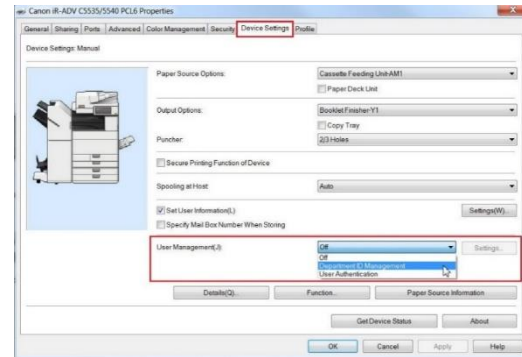 Canon iR-ADV C5535/5540 PCL6 Properties
General Sharing Ports Advanced Color Management Security Device Settings Profile
Device Settings: Manual
Paper Source Options: Cassette Feeding Unit-AM1
Paper Deck Unit
Output Options: Booklet Finisher-Y1
Copy Tray
Puncher 2/3 Holes
Secure Printing Function of Device
Spooling at Host Auto
Set User Information(L) Settings(W)...
Specify Mail Box Number When Storing
User Management(J) Off Settings...
Off
Department ID Management
User Authentication
Details(Q)... Function... Paper Source Information
Get Device Status About
OK Cancel Apply Help